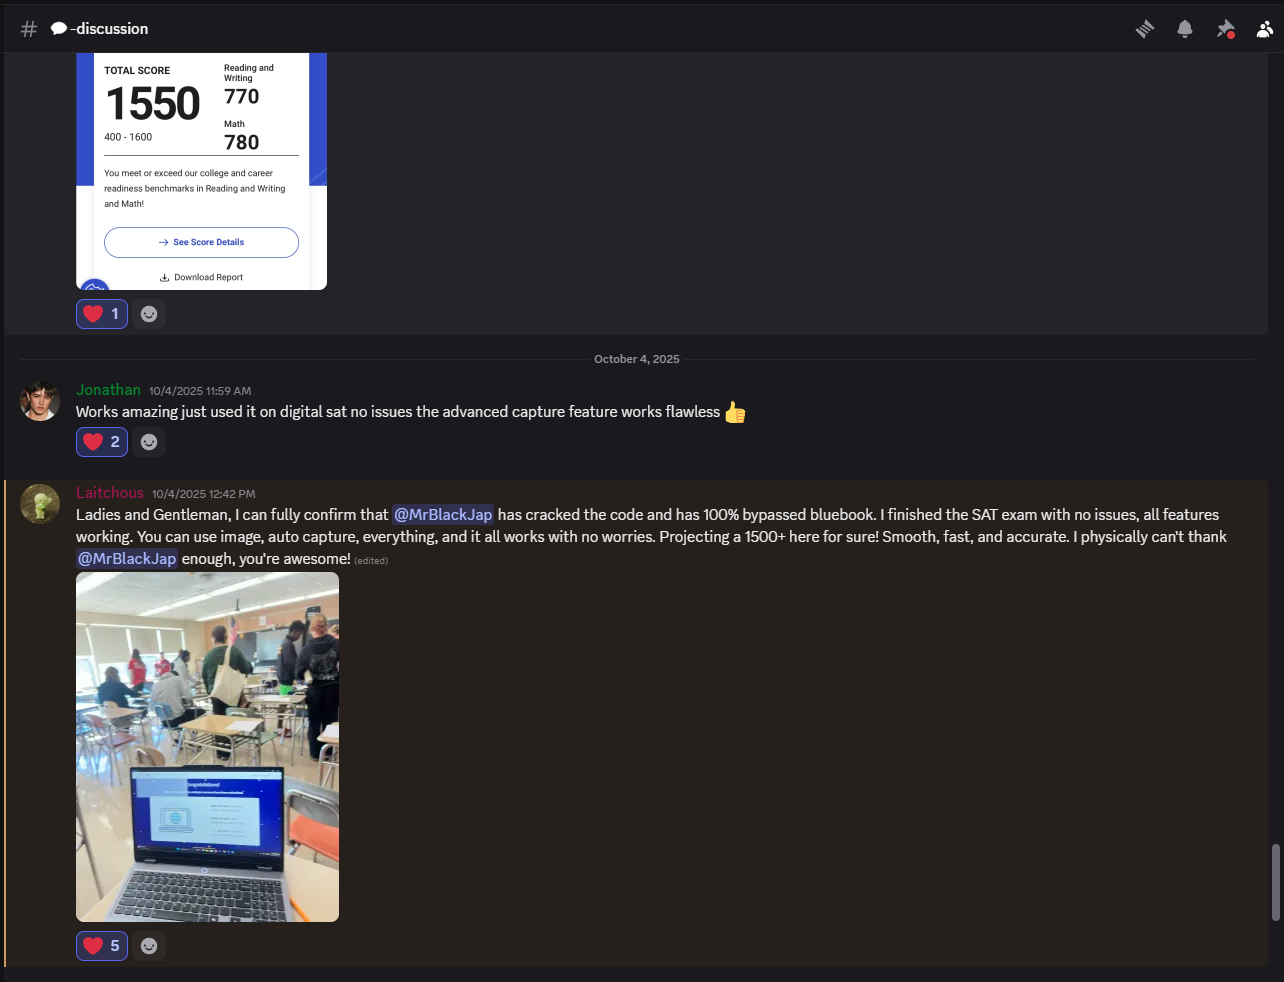 -discussion
TOTAL SCORE
Reading and
Writing
1550
770
Math
400 - 1600
780
You meet or exceed our college and career
readiness benchmarks in Reading and Writing
and Math!
See Score Details
Download Report
1
October 4, 2025
Jonathan 10/4/2025 11:59 AM
Works amazing just used it on digital sat no issues the advanced capture feature works flawless
2
Laitchous 10/4/2025 12:42 PM
Ladies and Gentleman, I can fully confirm that @MrBlackJap has cracked the code and has 100% bypassed bluebook. I finished the SAT exam with no issues, all features
working. You can use image, auto capture, everything, and it all works with no worries. Projecting a 1500+ here for sure! Smooth, fast, and accurate. I physically can't thank
@MrBlackJap enough, you're awesome! (edited)
Congratulations!
5